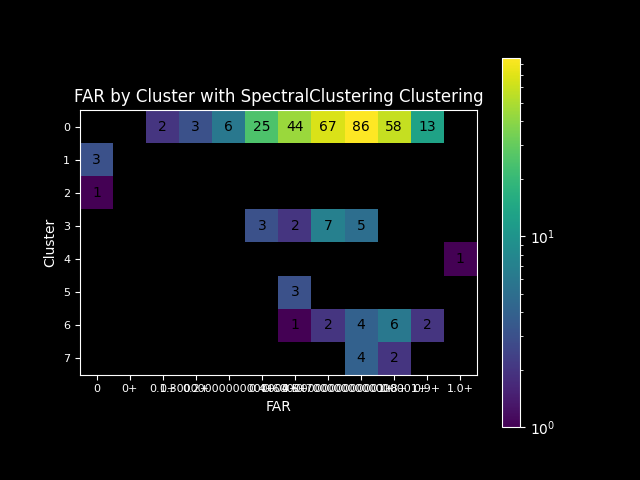 FAR by Cluster with SpectralClustering Clustering
0 2 3 6 25 44 67 86 58 13
1 3
2 1
3 3 2 7 5
4 1
5 3
6 1 2 4 6 2
7 4 2
Cluster
0 0+ 1.0+
FAR
10¹
10⁰